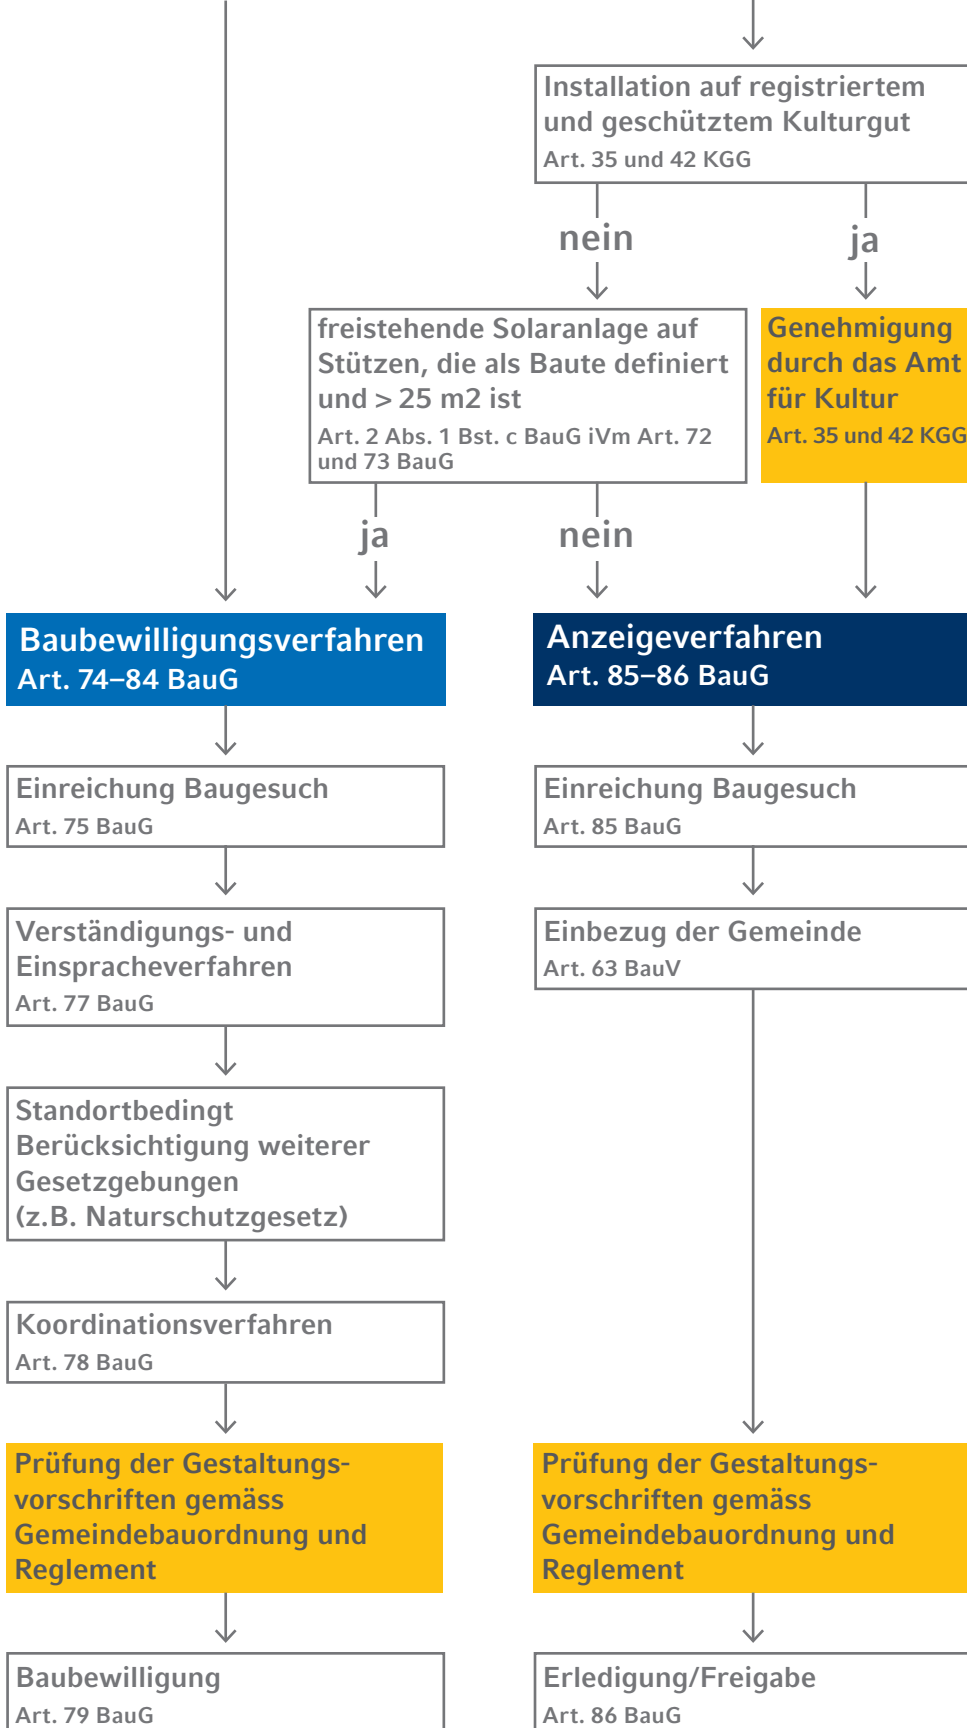 Installation auf registriertem
und geschütztem Kulturgut
Art. 35 und 42 KGG
nein
ja
freistehende Solaranlage auf
Stützen, die als Baute definiert
und > 25 m2 ist
Art. 2 Abs. 1 Bst. c BauG iVm Art. 72
und 73 BauG
Genehmigung
durch das Amt
für Kultur
Art. 35 und 42 KGG
ja
nein
Baubewilligungsverfahren
Art. 74–84 BauG
Anzeigeverfahren
Art. 85–86 BauG
Einreichung Baugesuch
Art. 75 BauG
Einreichung Baugesuch
Art. 85 BauG
Verständigungs- und
Einspracheverfahren
Art. 77 BauG
Einbezug der Gemeinde
Art. 63 BauV
Standortbedingt
Berücksichtigung weiterer
Gesetzgebungen
(z.B. Naturschutzgesetz)
Koordinationsverfahren
Art. 78 BauG
Prüfung der Gestaltungs-
vorschriften gemäss
Gemeindebauordnung und
Reglement
Prüfung der Gestaltungs-
vorschriften gemäss
Gemeindebauordnung und
Reglement
Baubewilligung
Art. 79 BauG
Erledigung/Freigabe
Art. 86 BauG